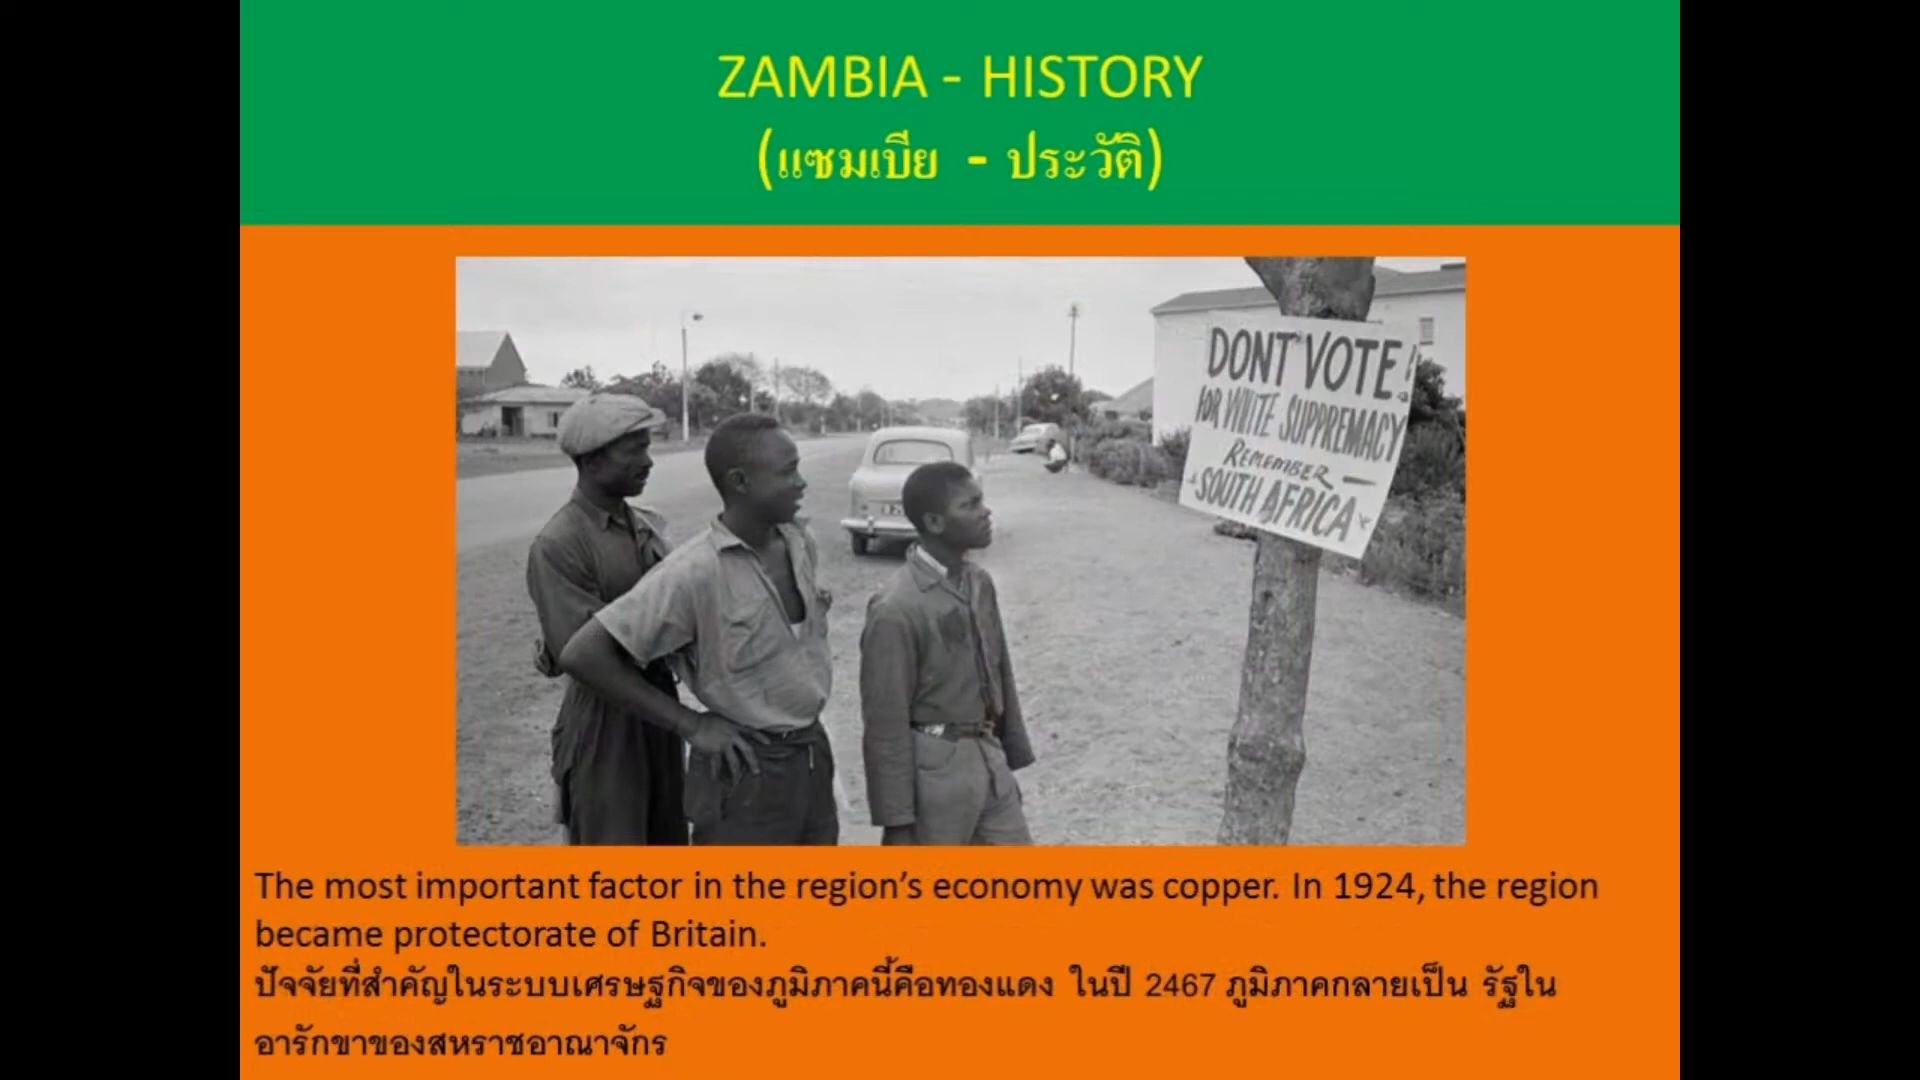 ZAMBIA - HISTORY
(แซมเบีย - ประวัติ)
DONT VOTE!
FOR WHITE SUPPREMACY
REMEMBER —
SOUTH AFRICA
The most important factor in the region’s economy was copper. In 1924, the region
became protectorate of Britain.
ปัจจัยที่สำคัญในระบบเศรษฐกิจของภูมิภาคนี้คือทองแดง ในปี 2467 ภูมิภาคกลายเป็น รัฐใน
อารักขาของสหราชอาณาจักร